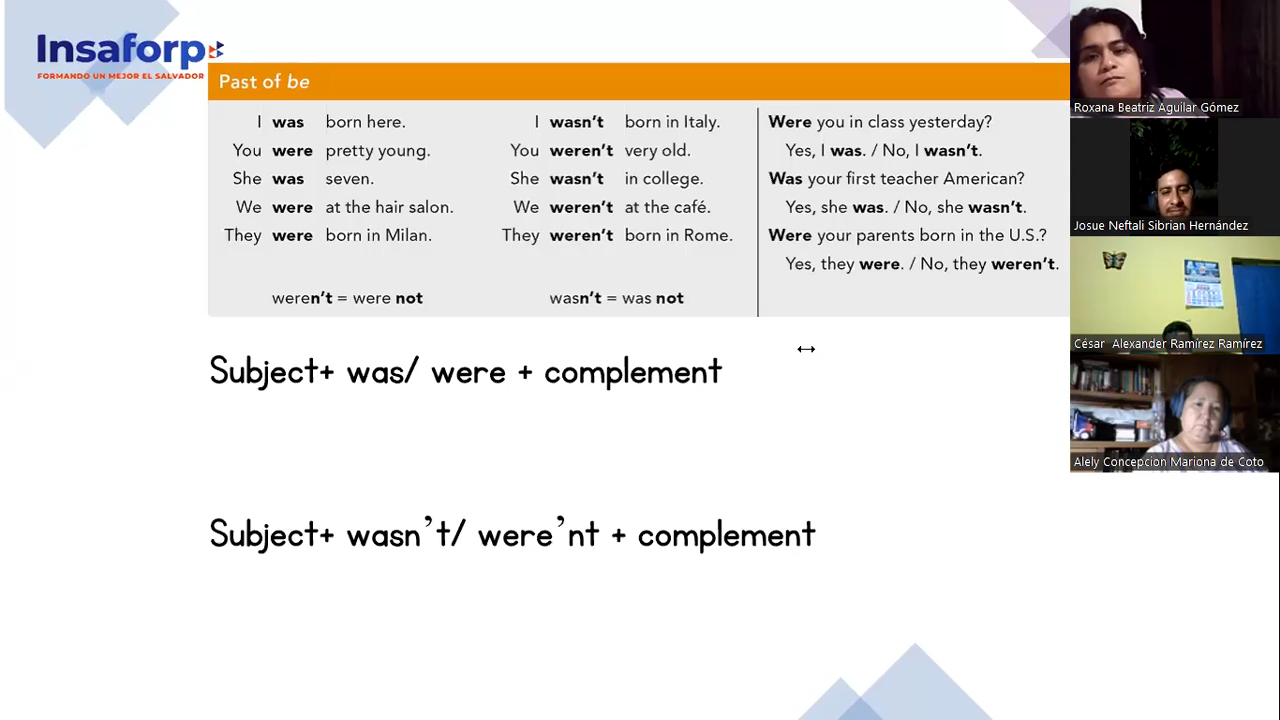 Insaforp
FORMANDO UN MEJOR EL SALVADOR
Past of be
I was born here.
You were pretty young.
She was seven.
We were at the hair salon.
They were born in Milan.
weren't = were not
I wasn't born in Italy.
You weren't very old.
She wasn't in college.
We weren't at the café.
They weren't born in Rome.
wasn't = was not
Were you in class yesterday?
Yes, I was. / No, I wasn't.
Was your first teacher American?
Yes, she was. / No, she wasn't.
Were your parents born in the U.S.?
Yes, they were. / No, they weren't.
Subject+ was/ were + complement
Subject+ wasn't/ were'nt + complement
Roxana Beatriz Aguilar Gómez
Josue Neftali Sibrian Hernández
César Alexander Ramírez Ramírez
Alely Concepcion Mariona de Coto